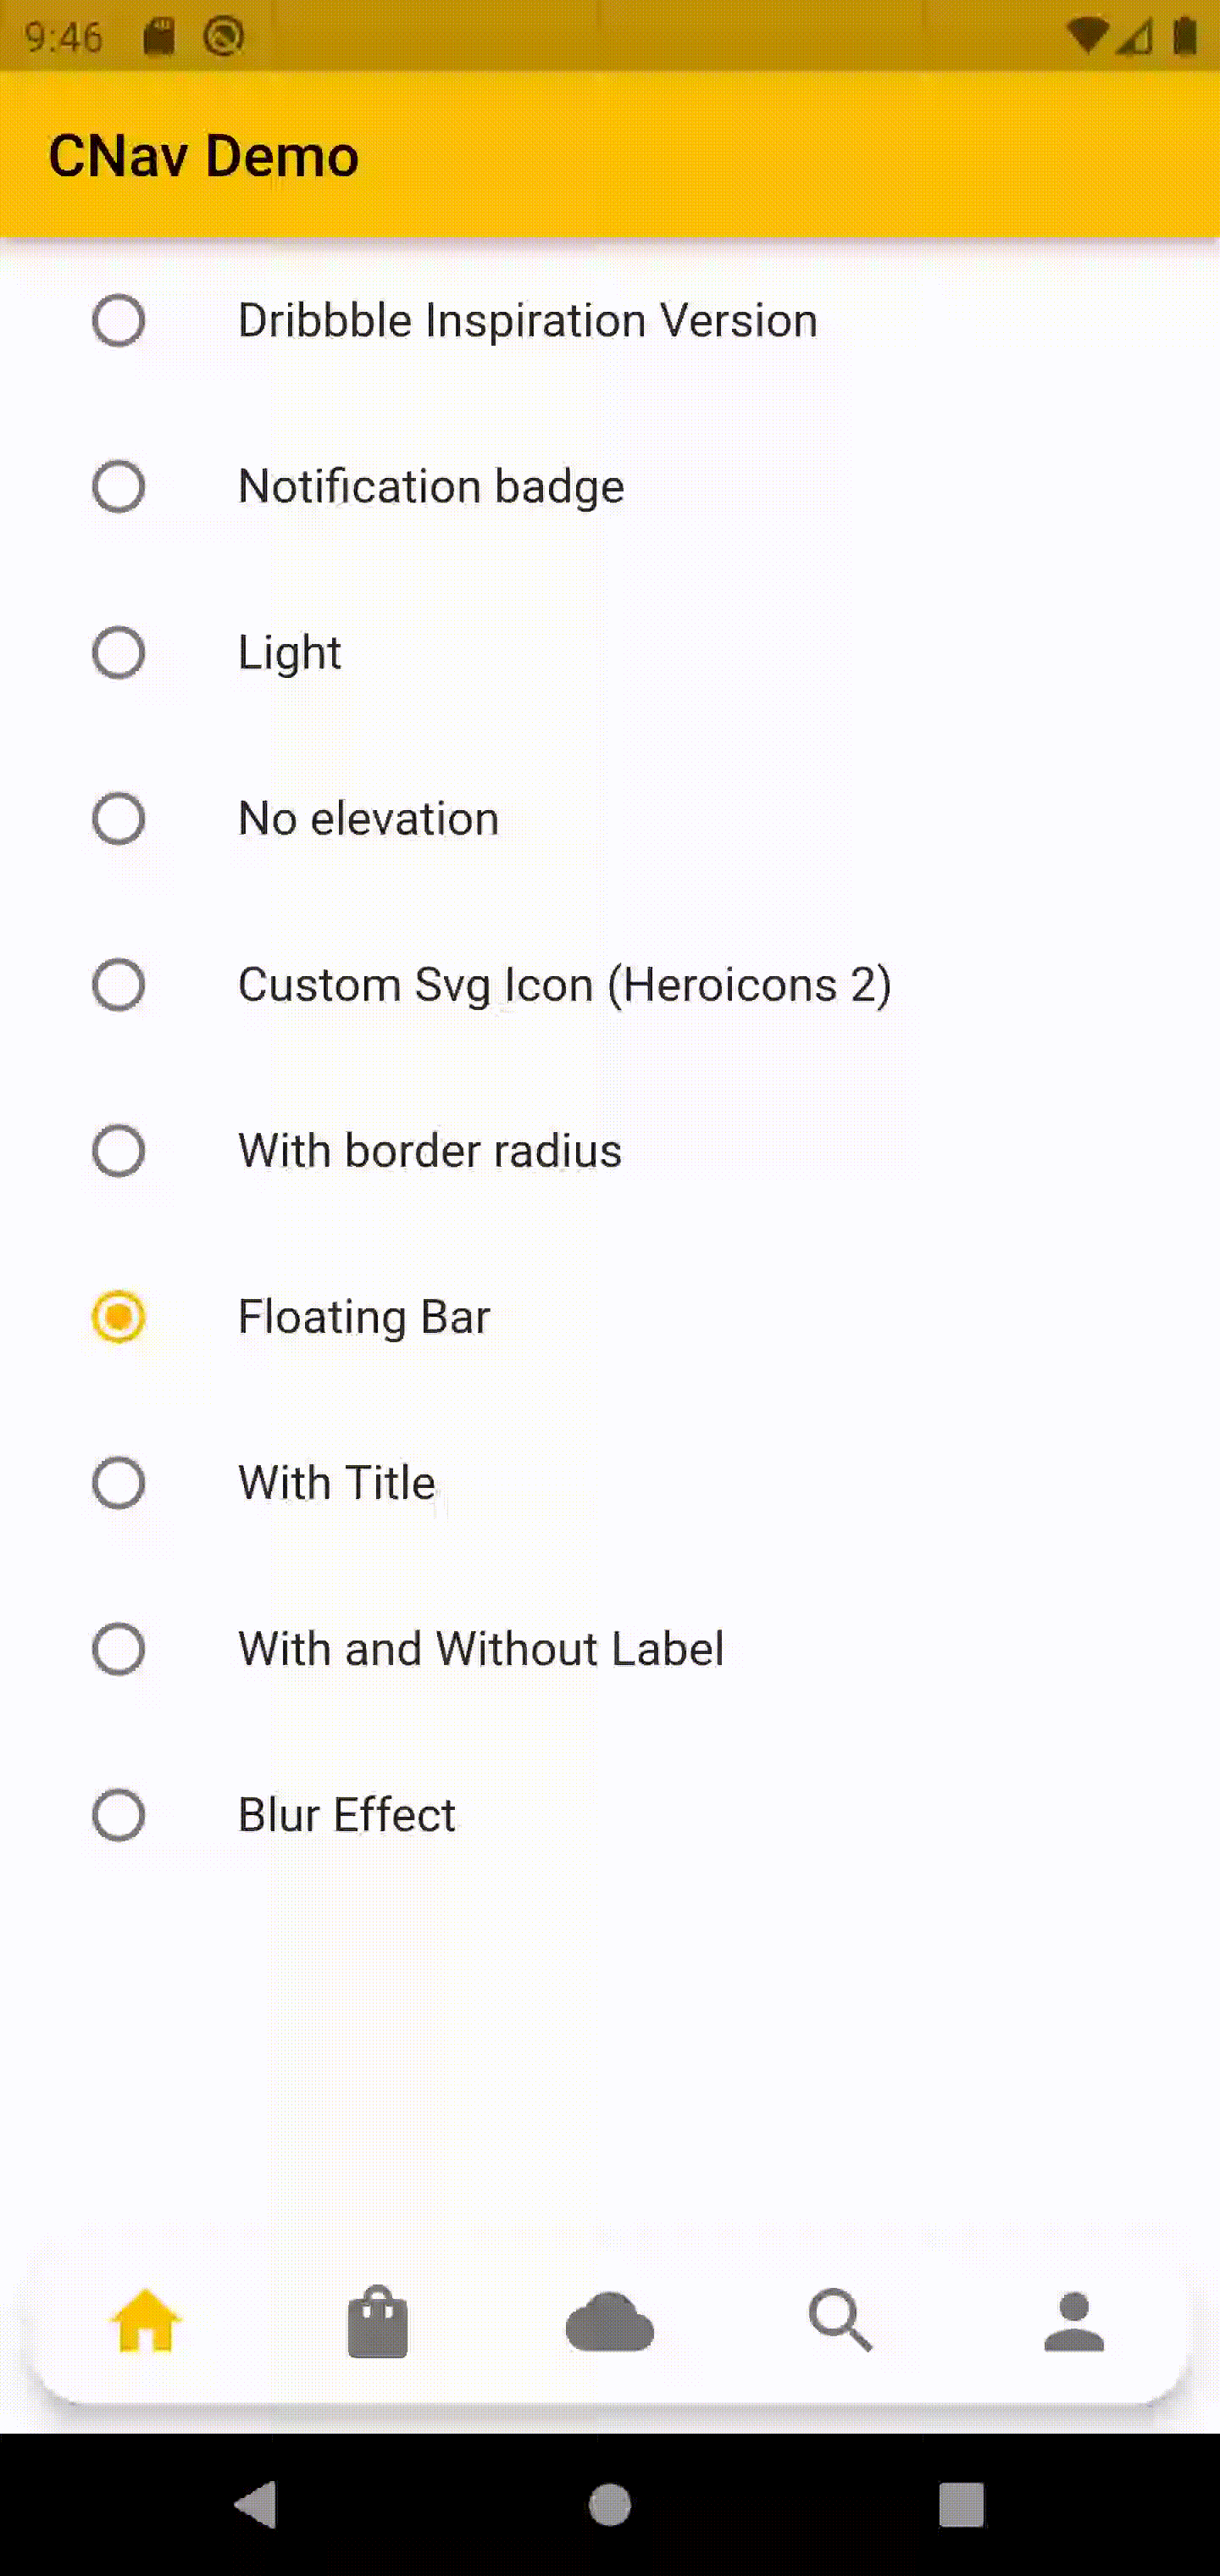 9:46
CNav Demo
Dribbble Inspiration Version
Notification badge
Light
No elevation
Custom Svg Icon (Heroicons 2)
With border radius
Floating Bar
With Title
With and Without Label
Blur Effect